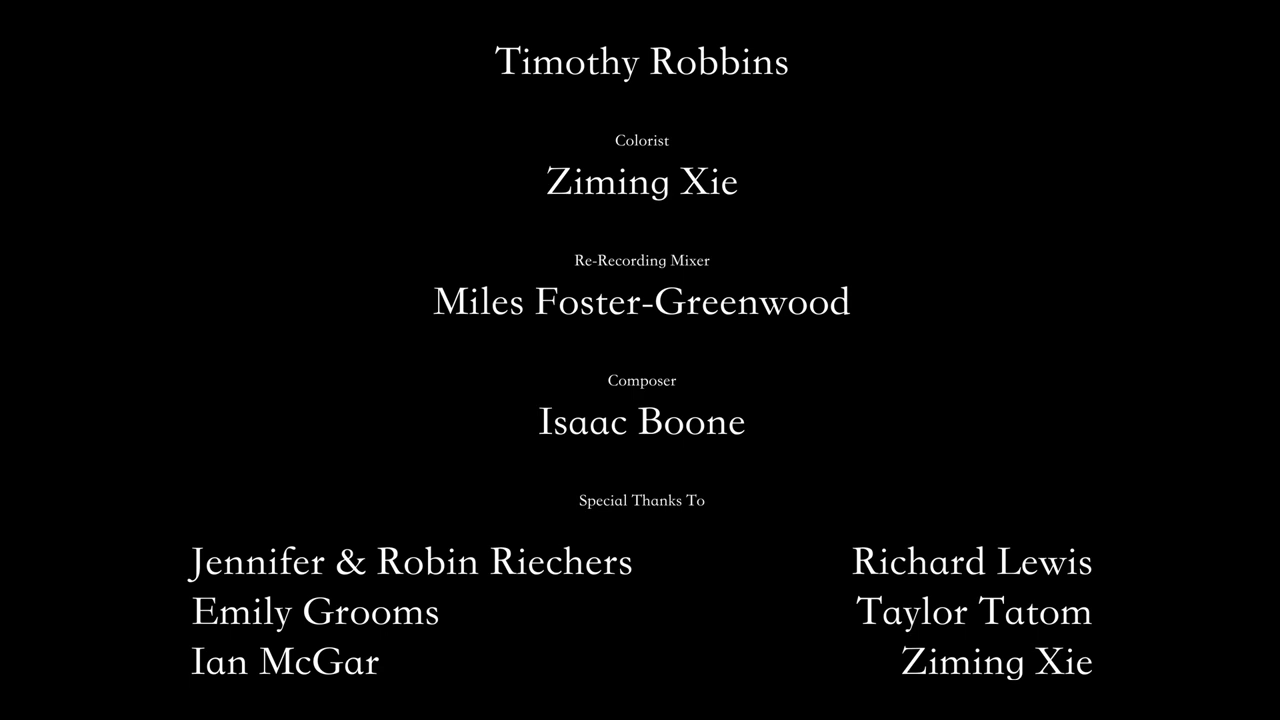 Timothy Robbins
Colorist
Ziming Xie
Re-Recording Mixer
Miles Foster-Greenwood
Composer
Isaac Boone
Special Thanks To
Jennifer & Robin Riechers
Richard Lewis
Emily Grooms
Taylor Tatom
Ian McGar
Ziming Xie